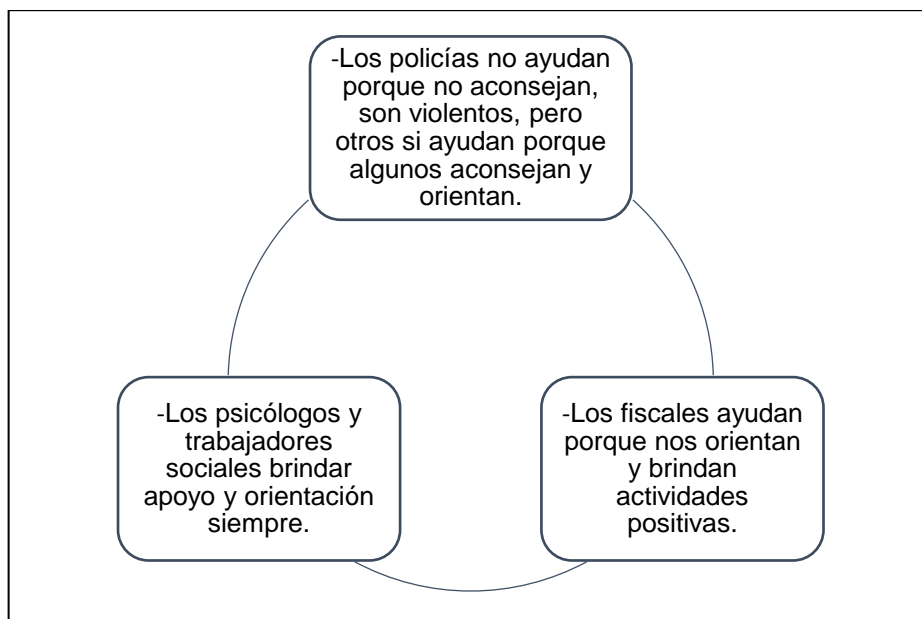 -Los policías no ayudan
porque no aconsejan,
son violentos, pero
otros si ayudan porque
algunos aconsejan y
orientan.
-Los fiscales ayudan
porque nos orientan
y brindan
actividades
positivas.
-Los psicólogos y
trabajadores
sociales brindar
apoyo y orientación
siempre.